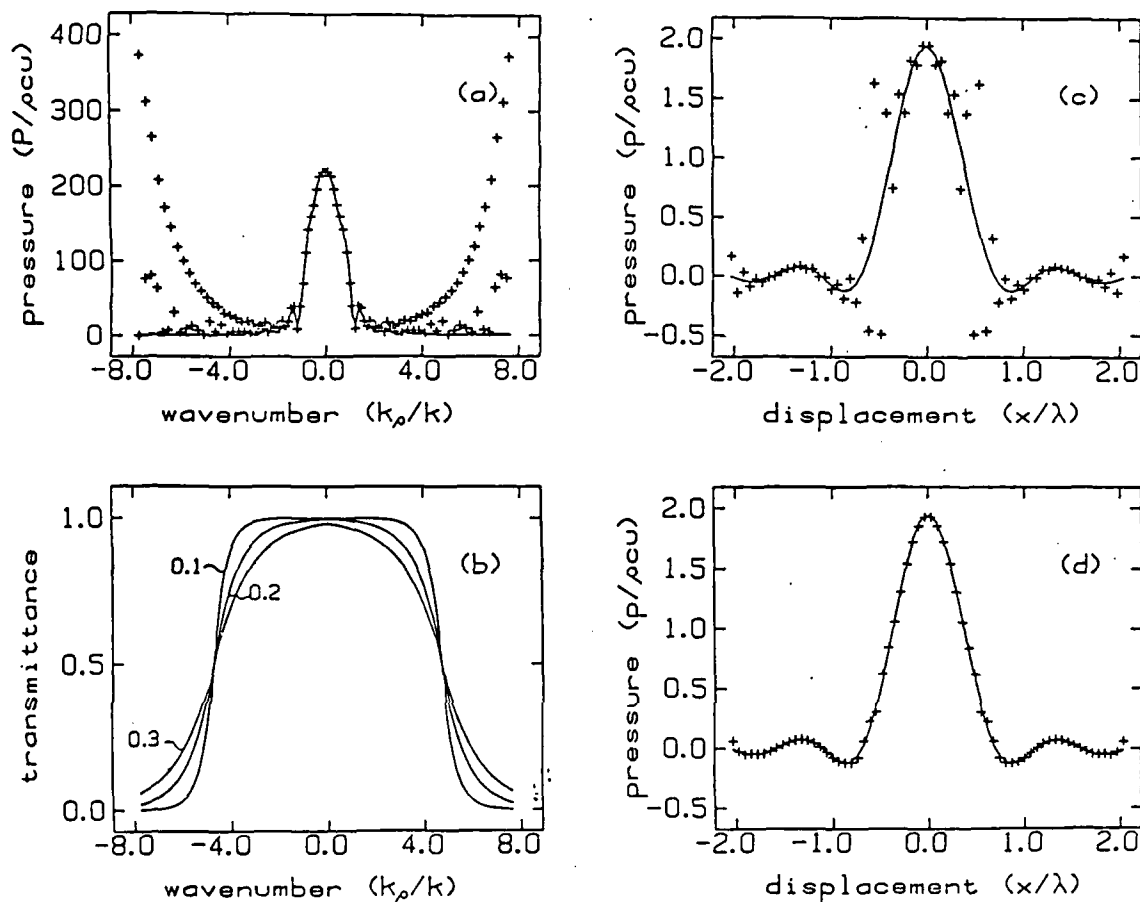 400
300
200
100
0
pressure (P/ρcu)
(a)
-8.0 -4.0 0.0 4.0 8.0
wavenumber (kρ/k)
2.0
1.5
1.0
0.5
0.0
-0.5
pressure (p/ρcu)
(c)
-2.0 -1.0 0.0 1.0 2.0
displacement (x/λ)
1.0
0.5
0.0
transmittance
(b)
0.1
0.2
0.3
-8.0 -4.0 0.0 4.0 8.0
wavenumber (kρ/k)
2.0
1.5
1.0
0.5
0.0
-0.5
pressure (p/ρcu)
(d)
-2.0 -1.0 0.0 1.0 2.0
displacement (x/λ)